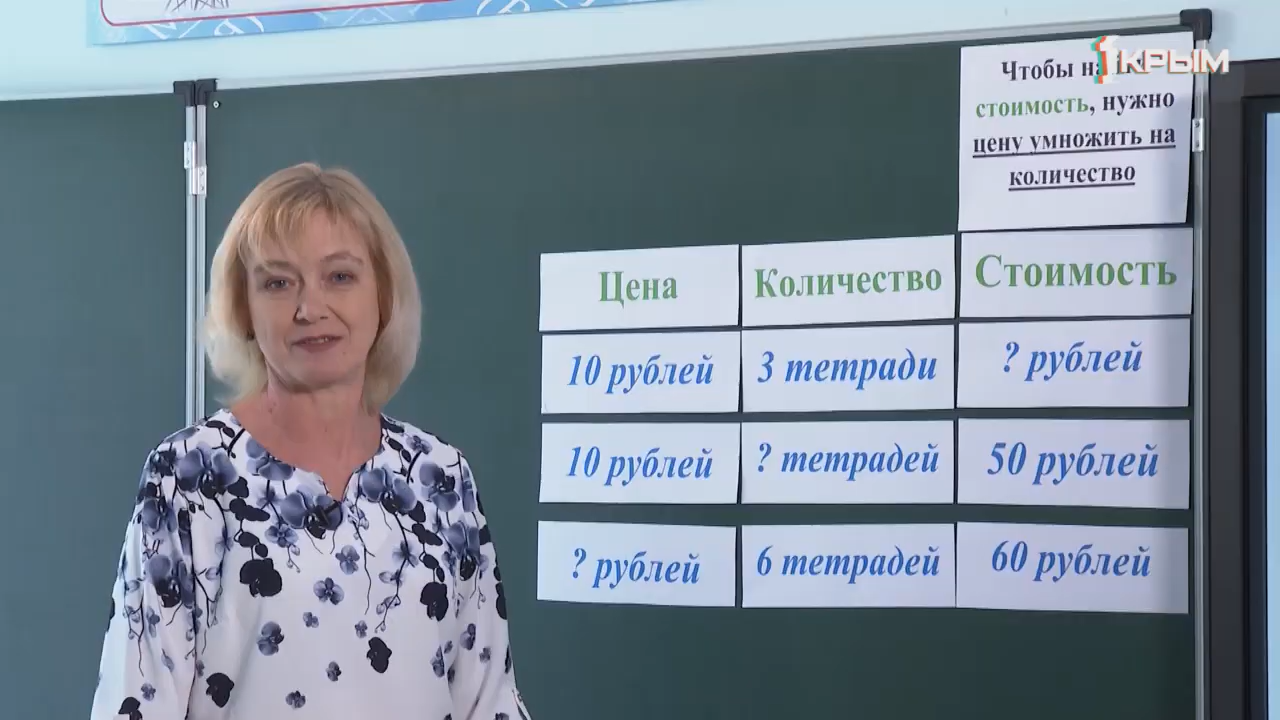 КРЫМ
Чтобы
стоимость, нужно
цену умножить на
количество
Цена Количество Стоимость
10 рублей 3 тетради ? рублей
10 рублей ? тетрадей 50 рублей
? рублей 6 тетрадей 60 рублей